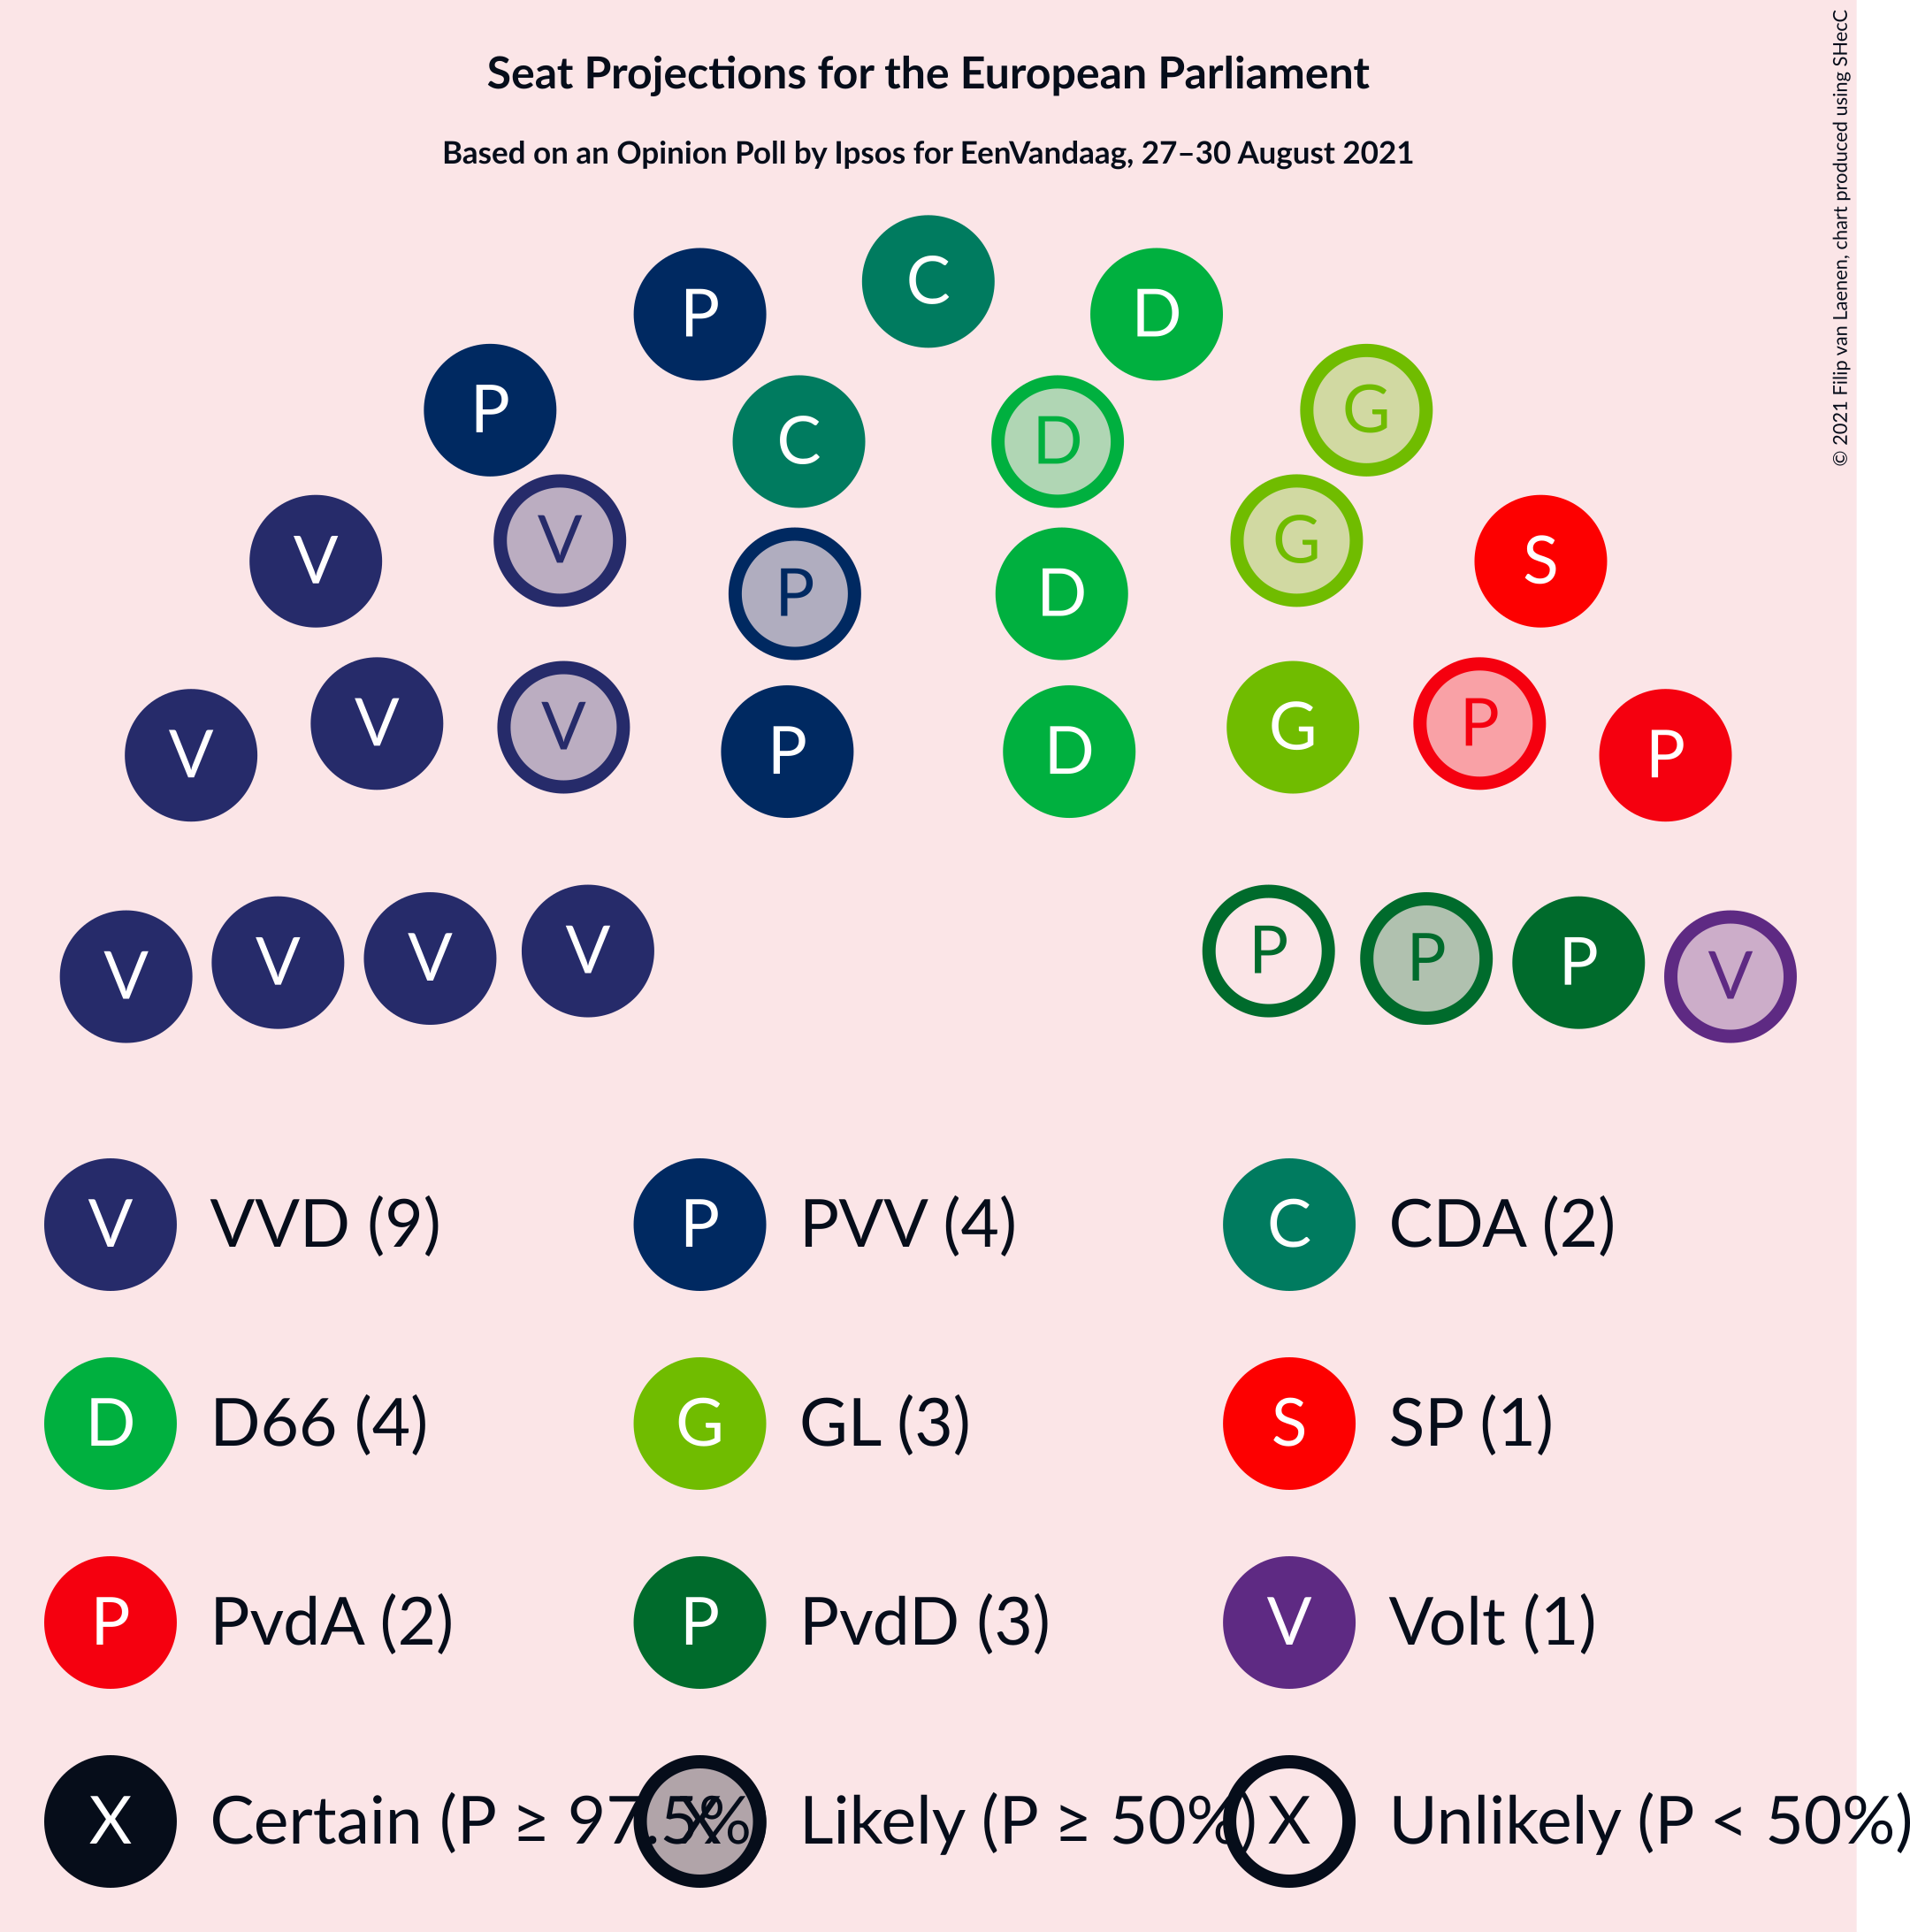 Seat Projections for the European Parliament
Based on an Opinion Poll by Ipsos for EenVandaag, 27–30 August 2021
© 2021 Filip van Laenen, chart produced using SHecC
C
P D
P G
C D
V V G S
P D
V P
V V G P
P D
V V
V V P P P V
V VVD (9) P PVV (4) C CDA (2)
D D66 (4) G GL (3) S SP (1)
P PvdA (2) P PvdD (3) V Volt (1)
X Certain (P ≥ 97.5% X Likely (P ≥ 50%) X Unlikely (P < 50%)